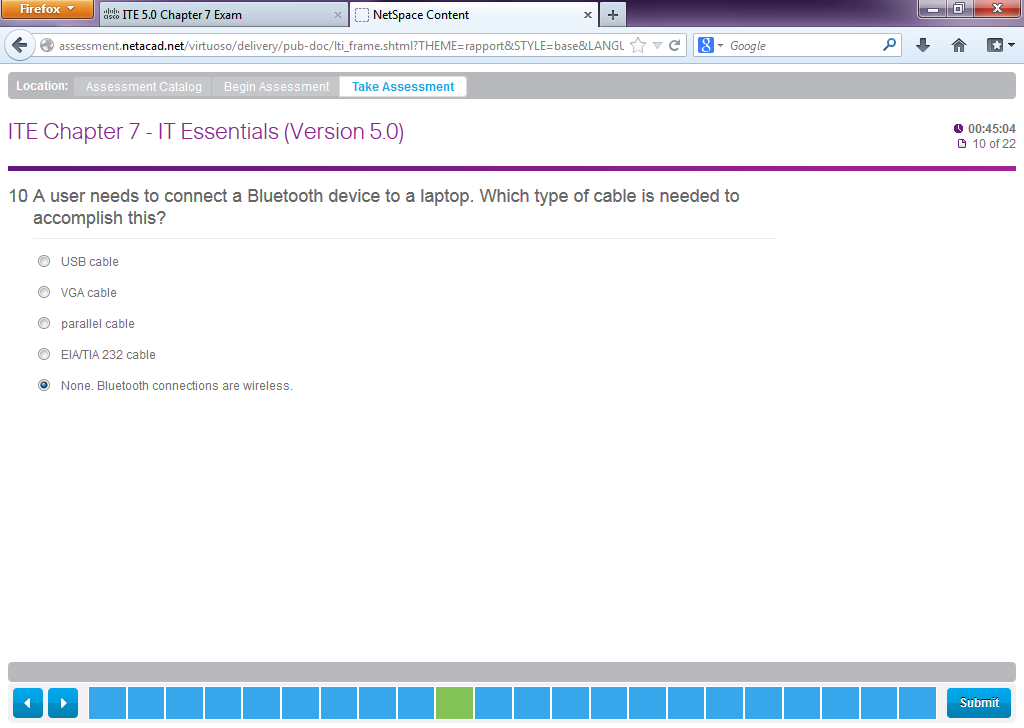 Firefox
cisco ITE 5.0 Chapter 7 Exam
NetSpace Content
assessment.netacad.net/virtuoso/delivery/pub-doc/lti_frame.shtml?THEME=rapport&STYLE=base&LANGU
8
Google
Location:
Assessment Catalog
Begin Assessment
Take Assessment
ITE Chapter 7 - IT Essentials (Version 5.0)
00:45:04
10 of 22
10 A user needs to connect a Bluetooth device to a laptop. Which type of cable is needed to
accomplish this?
USB cable
VGA cable
parallel cable
EIA/TIA 232 cable
None. Bluetooth connections are wireless.
Submit